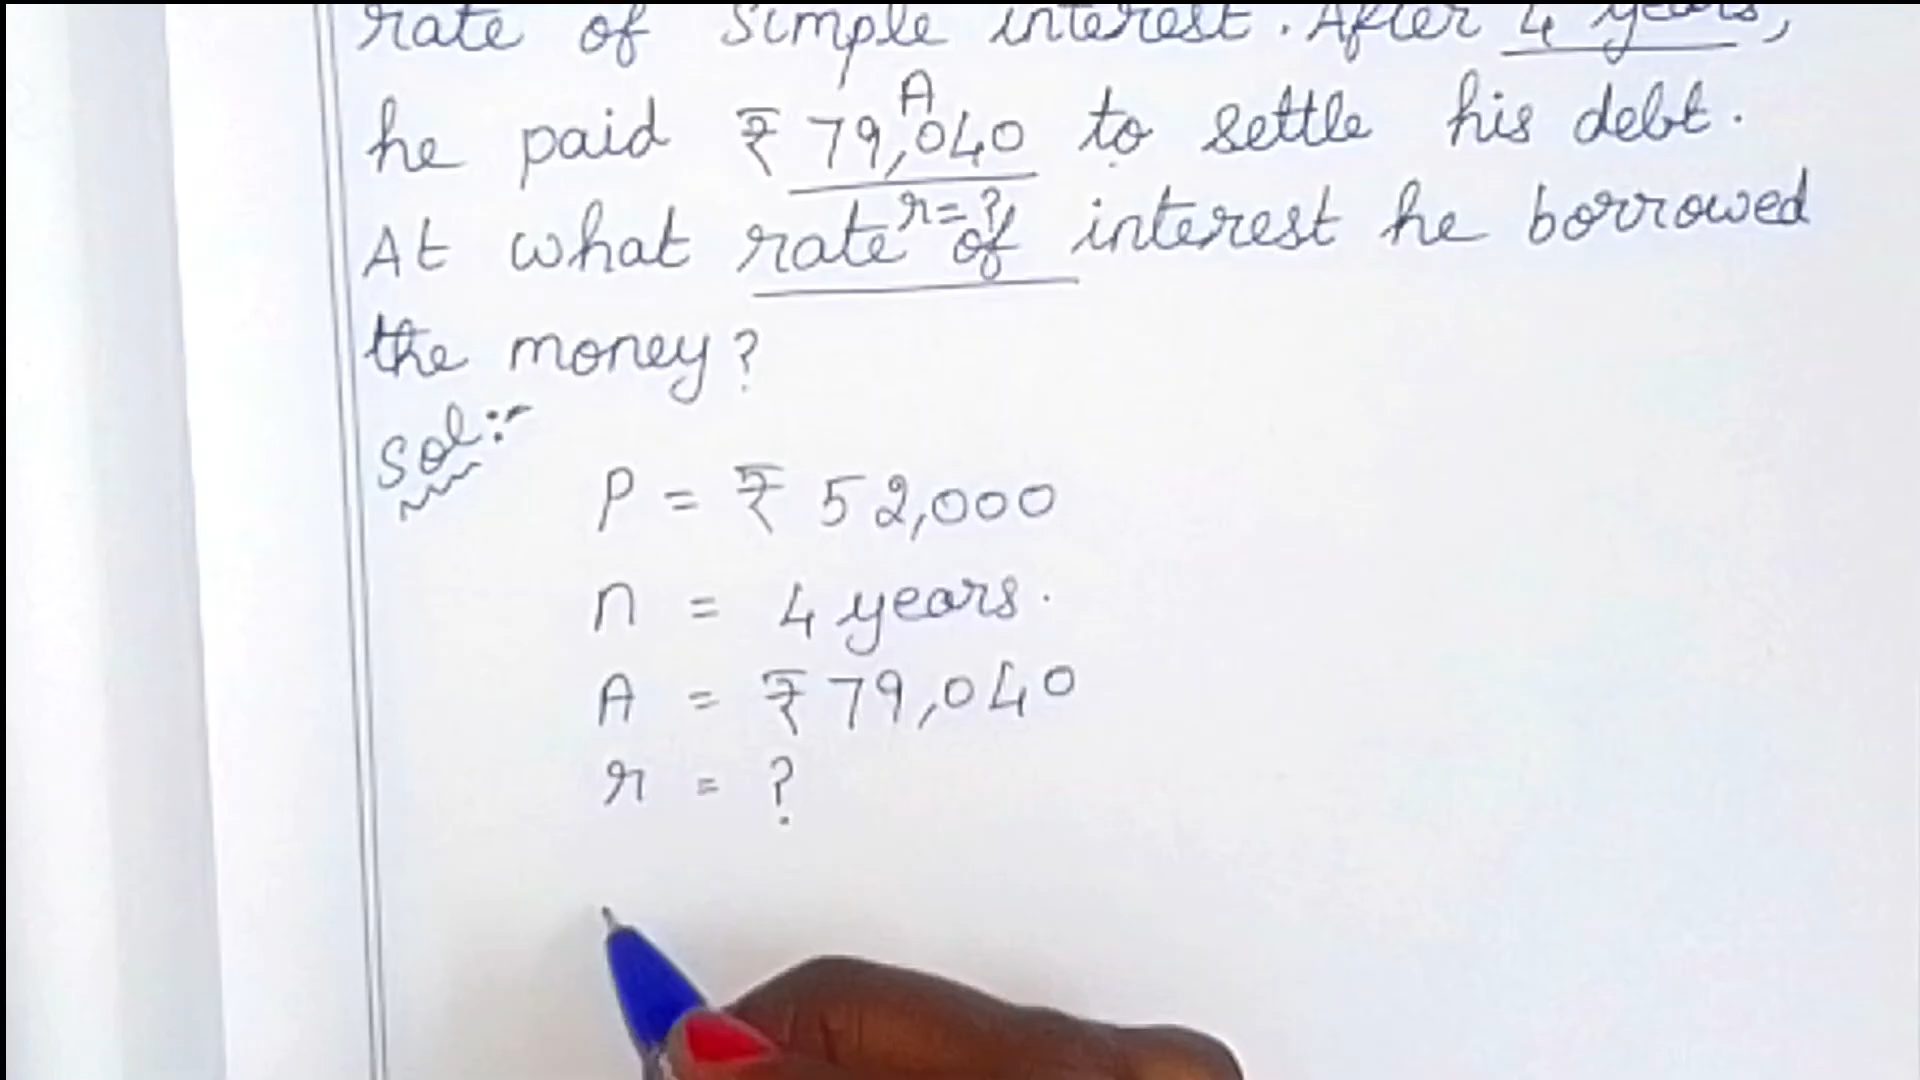 rate of simple interest. After 4 years,
A
he paid ₹ 79,040 to settle his debt.
r=?
At what rate of interest he borrowed
the money?
Sol:-
P = ₹ 52,000
n = 4 years.
A = ₹ 79,040
r = ?